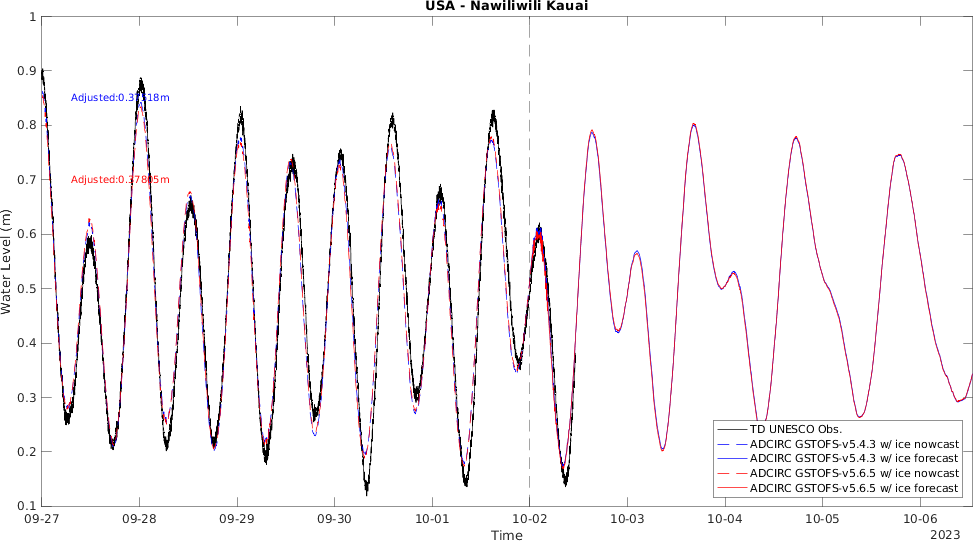 USA - Nawiliwili Kauai
1
0.9
0.8
0.7
0.6
0.5
0.4
0.3
0.2
0.1
Water Level (m)
Adjusted:0.37518m
Adjusted:0.37805m
TD UNESCO Obs.
ADCIRC GSTOFS-v5.4.3 w/ ice nowcast
ADCIRC GSTOFS-v5.4.3 w/ ice forecast
ADCIRC GSTOFS-v5.6.5 w/ ice nowcast
ADCIRC GSTOFS-v5.6.5 w/ ice forecast
09-27 09-28 09-29 09-30 10-01 10-02 10-03 10-04 10-05 10-06
Time
2023